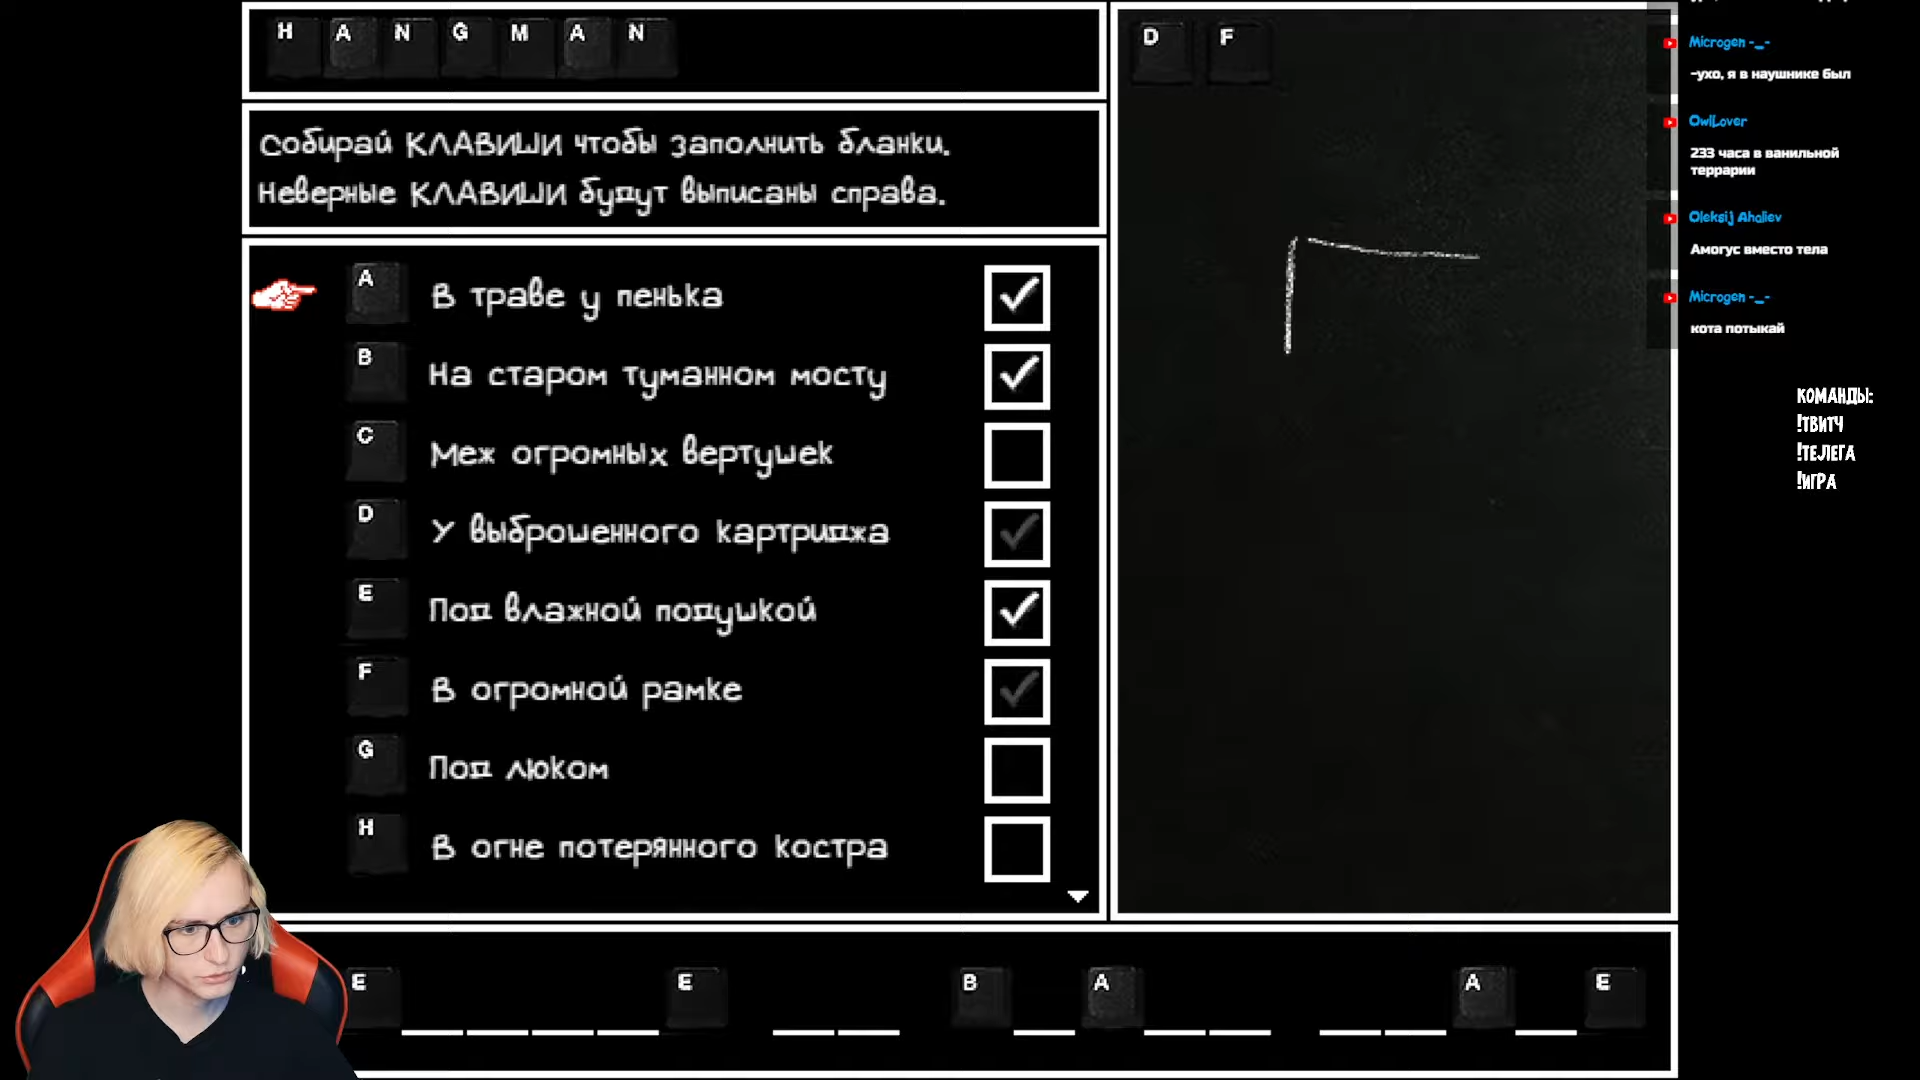 H A N G M A N
D F
Собирай КЛАВИШИ чтобы заполнить бланки.
Неверные КЛАВИШИ будут выписаны справа.
A В траве у пенька
B На старом туманном мосту
C Меж огромных вертушек
D У выброшенного картриджа
E Под влажной подушкой
F В огромной рамке
G Под люком
H В огне потерянного костра
E E B A A E
Microgen -_-
-ухо, я в наушнике был
OwlLover
233 часа в ванильной
террарии
Oleksij Ahaliev
Амогус вместо тела
Microgen -_-
кота потыкай
КОМАНДЫ:
!ТВИТЧ
!ТЕЛЕГА
!ИГРА